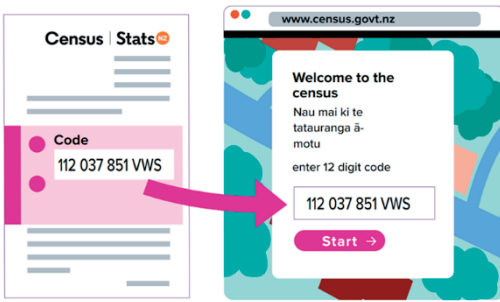 Census | Stats NZ
Code
112 037 851 VWS
www.census.govt.nz
Welcome to the
census
Nau mai ki te
tatauranga ā-
motu
enter 12 digit code
112 037 851 VWS
Start →